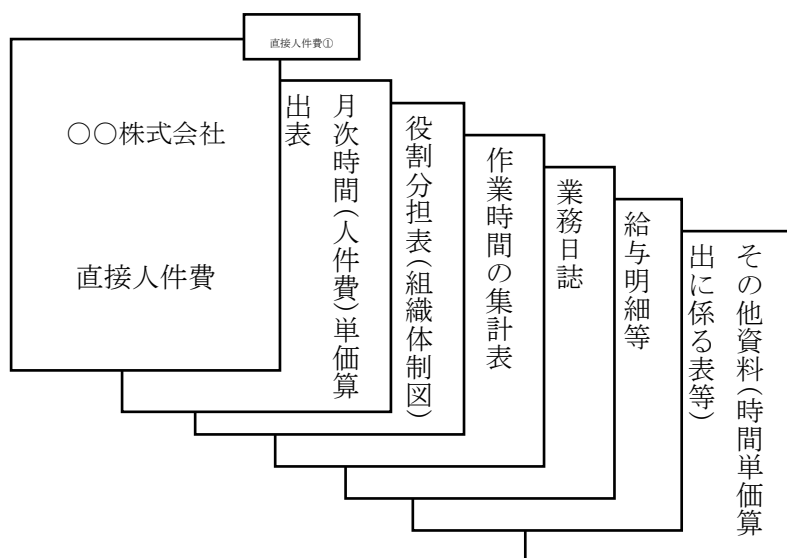 直接人件費①
〇〇株式会社
直接人件費
月次時間(人件費)単価算
出表
役割分担表(組織体制図)
作業時間の集計表
業務日誌
給与明細等
その他資料(時間単価算
出に係る表等)